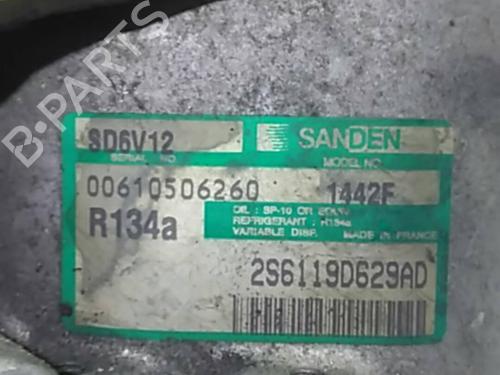 SD6V12 SANDEN
SERIAL NO. MODEL NO.
00610506260 1442F
R134a OIL : SP-10 OR EQUIV
REFRIGERANT : R134a
VARIABLE DISP. MADE IN FRANCE
2S6119D629AD
B-PARTS